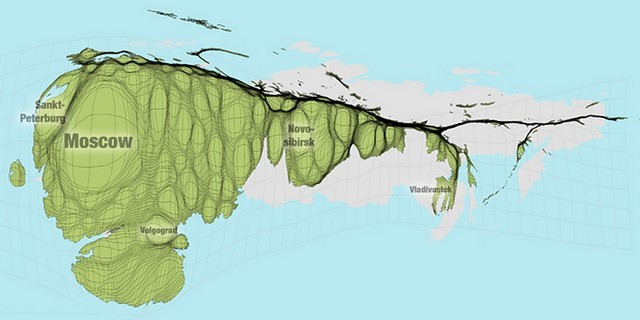 Sankt-
Peterburg
Moscow
Novo-
sibirsk
Vladivostok
Volgograd